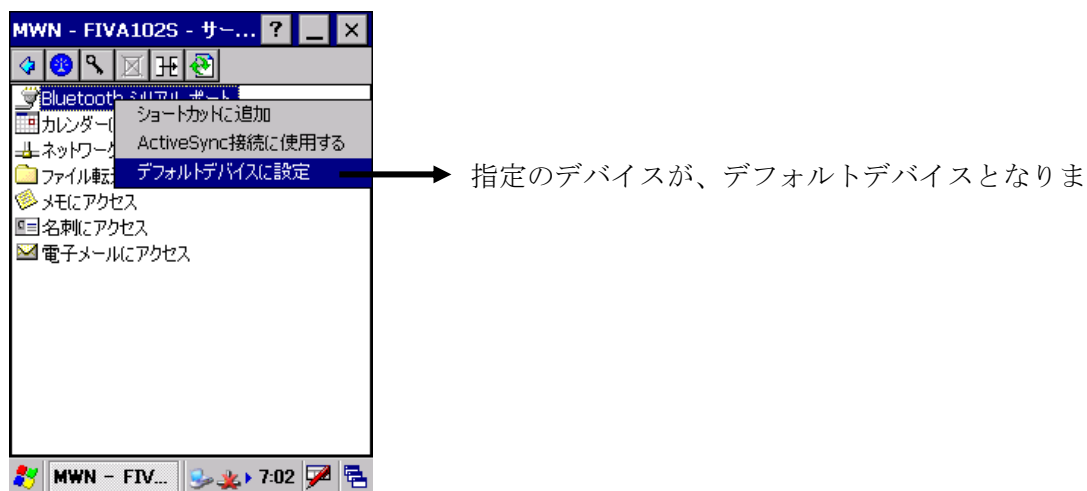 MWN - FIVA102S - サー...
Bluetooth シリアル ポート
ショートカットに追加
カレンダー(
ActiveSync接続に使用する
ネットワーク
デフォルトデバイスに設定
指定のデバイスが、デフォルトデバイスとなりま
ファイル転
メモにアクセス
名刺にアクセス
電子メールにアクセス
MWN - FIV...
7:02